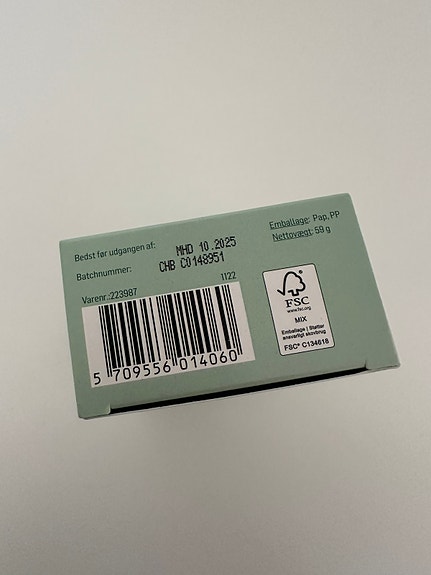 Bedst før udgangen af: MHD 10.2025
Batchnummer: CHB C0148951
Varenr.:223987 1122
5 709556 014060
Emballage: Pap, PP
Nettovægt: 59 g
FSC
www.fsc.org
MIX
Emballage | Støtter
ansvarligt skovbrug
FSC® C134618